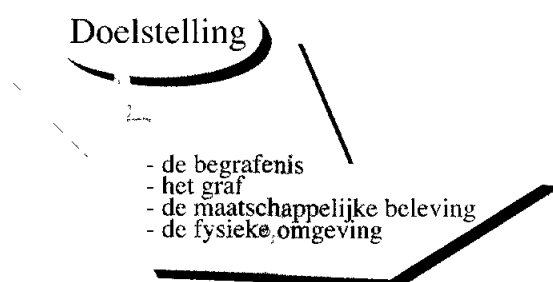 Doelstelling
- de begrafenis
- het graf
- de maatschappelijke beleving
- de fysieke omgeving